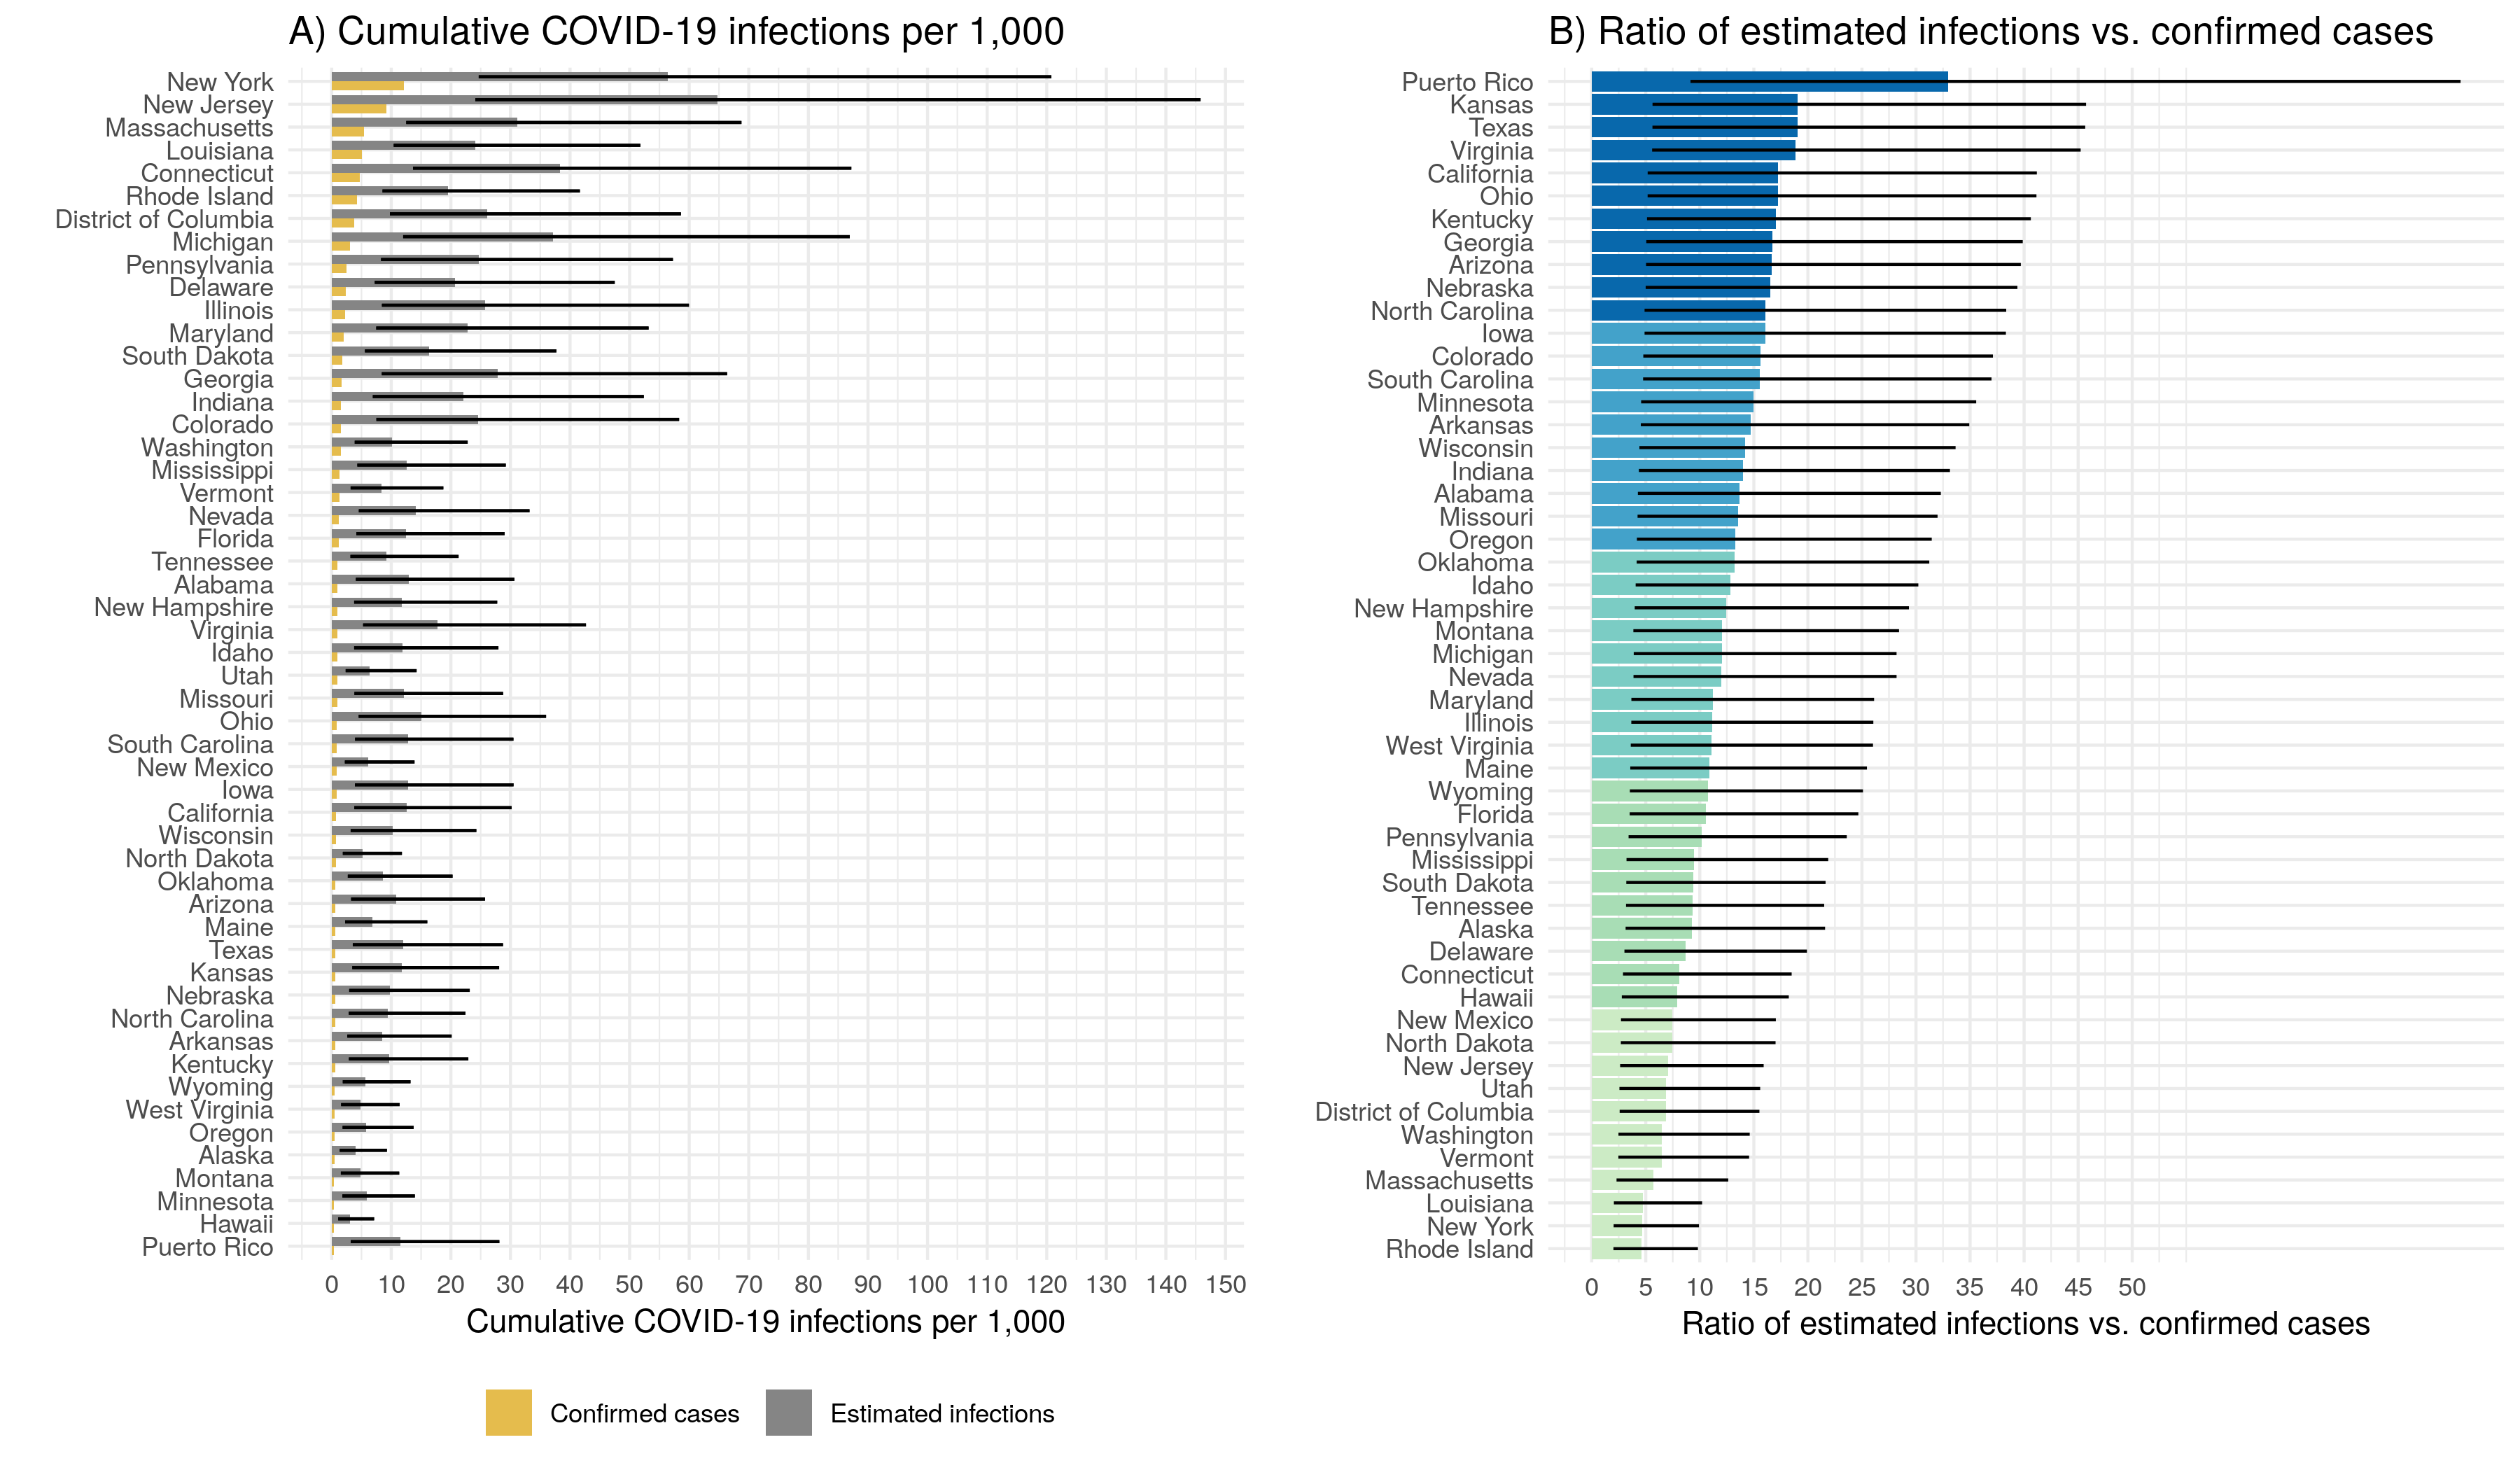 A) Cumulative COVID-19 infections per 1,000
New York
New Jersey
Massachusetts
Louisiana
Connecticut
Rhode Island
District of Columbia
Michigan
Pennsylvania
Delaware
Illinois
Maryland
South Dakota
Georgia
Indiana
Colorado
Washington
Mississippi
Vermont
Nevada
Florida
Tennessee
Alabama
New Hampshire
Virginia
Idaho
Utah
Missouri
Ohio
South Carolina
New Mexico
Iowa
California
Wisconsin
North Dakota
Oklahoma
Arizona
Maine
Texas
Kansas
Nebraska
North Carolina
Arkansas
Kentucky
Wyoming
West Virginia
Oregon
Alaska
Montana
Minnesota
Hawaii
Puerto Rico
0 10 20 30 40 50 60 70 80 90 100 110 120 130 140 150
Cumulative COVID-19 infections per 1,000
Confirmed cases
Estimated infections
B) Ratio of estimated infections vs. confirmed cases
Puerto Rico
Kansas
Texas
Virginia
California
Ohio
Kentucky
Georgia
Arizona
Nebraska
North Carolina
Iowa
Colorado
South Carolina
Minnesota
Arkansas
Wisconsin
Indiana
Alabama
Missouri
Oregon
Oklahoma
Idaho
New Hampshire
Montana
Michigan
Nevada
Maryland
Illinois
West Virginia
Maine
Wyoming
Florida
Pennsylvania
Mississippi
South Dakota
Tennessee
Alaska
Delaware
Connecticut
Hawaii
New Mexico
North Dakota
New Jersey
Utah
District of Columbia
Washington
Vermont
Massachusetts
Louisiana
New York
Rhode Island
0 5 10 15 20 25 30 35 40 45 50
Ratio of estimated infections vs. confirmed cases